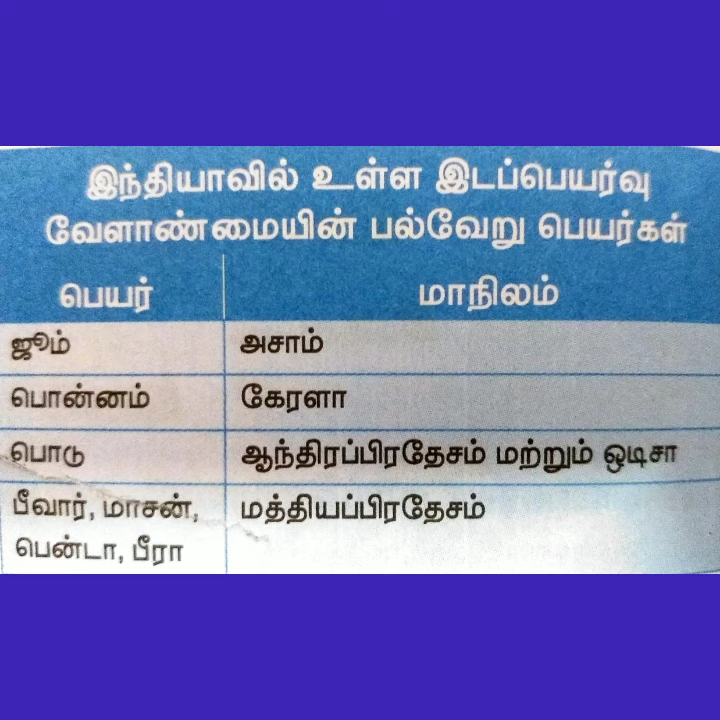 இந்தியாவில் உள்ள இடப்பெயர்வு
வேளாண்மையின் பல்வேறு பெயர்கள்
பெயர் மாநிலம்
ஜூம் அசாம்
பொன்னம் கேரளா
பொடு ஆந்திரப்பிரதேசம் மற்றும் ஒடிசா
பீவார், மாசன், மத்தியப்பிரதேசம்
பென்டா, பீரா